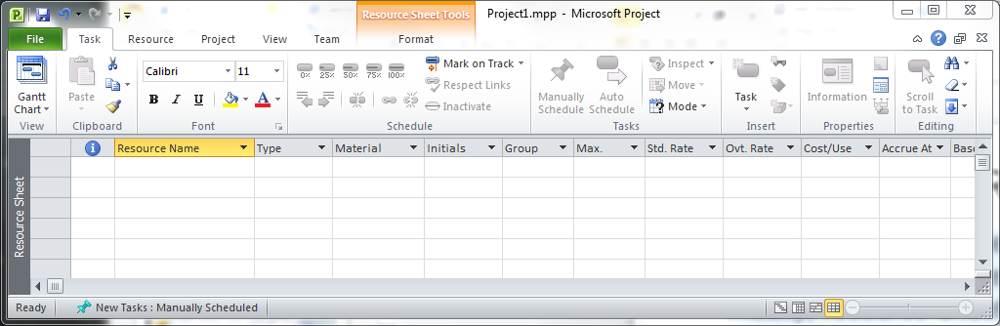 Resource Sheet Tools
Project1.mpp - Microsoft Project
File Task Resource Project View Team Format
Gantt Chart
View
Paste
Clipboard
Calibri 11
B I U A
Font
0% 25% 50% 75% 100%
Mark on Track
Respect Links
Inactivate
Schedule
Manually Schedule
Auto Schedule
Inspect
Move
Mode
Tasks
Task
Insert
Information
Properties
Scroll to Task
Editing
Resource Name Type Material Initials Group Max. Std. Rate Ovt. Rate Cost/Use Accrue At Base
Resource Sheet
Ready New Tasks : Manually Scheduled